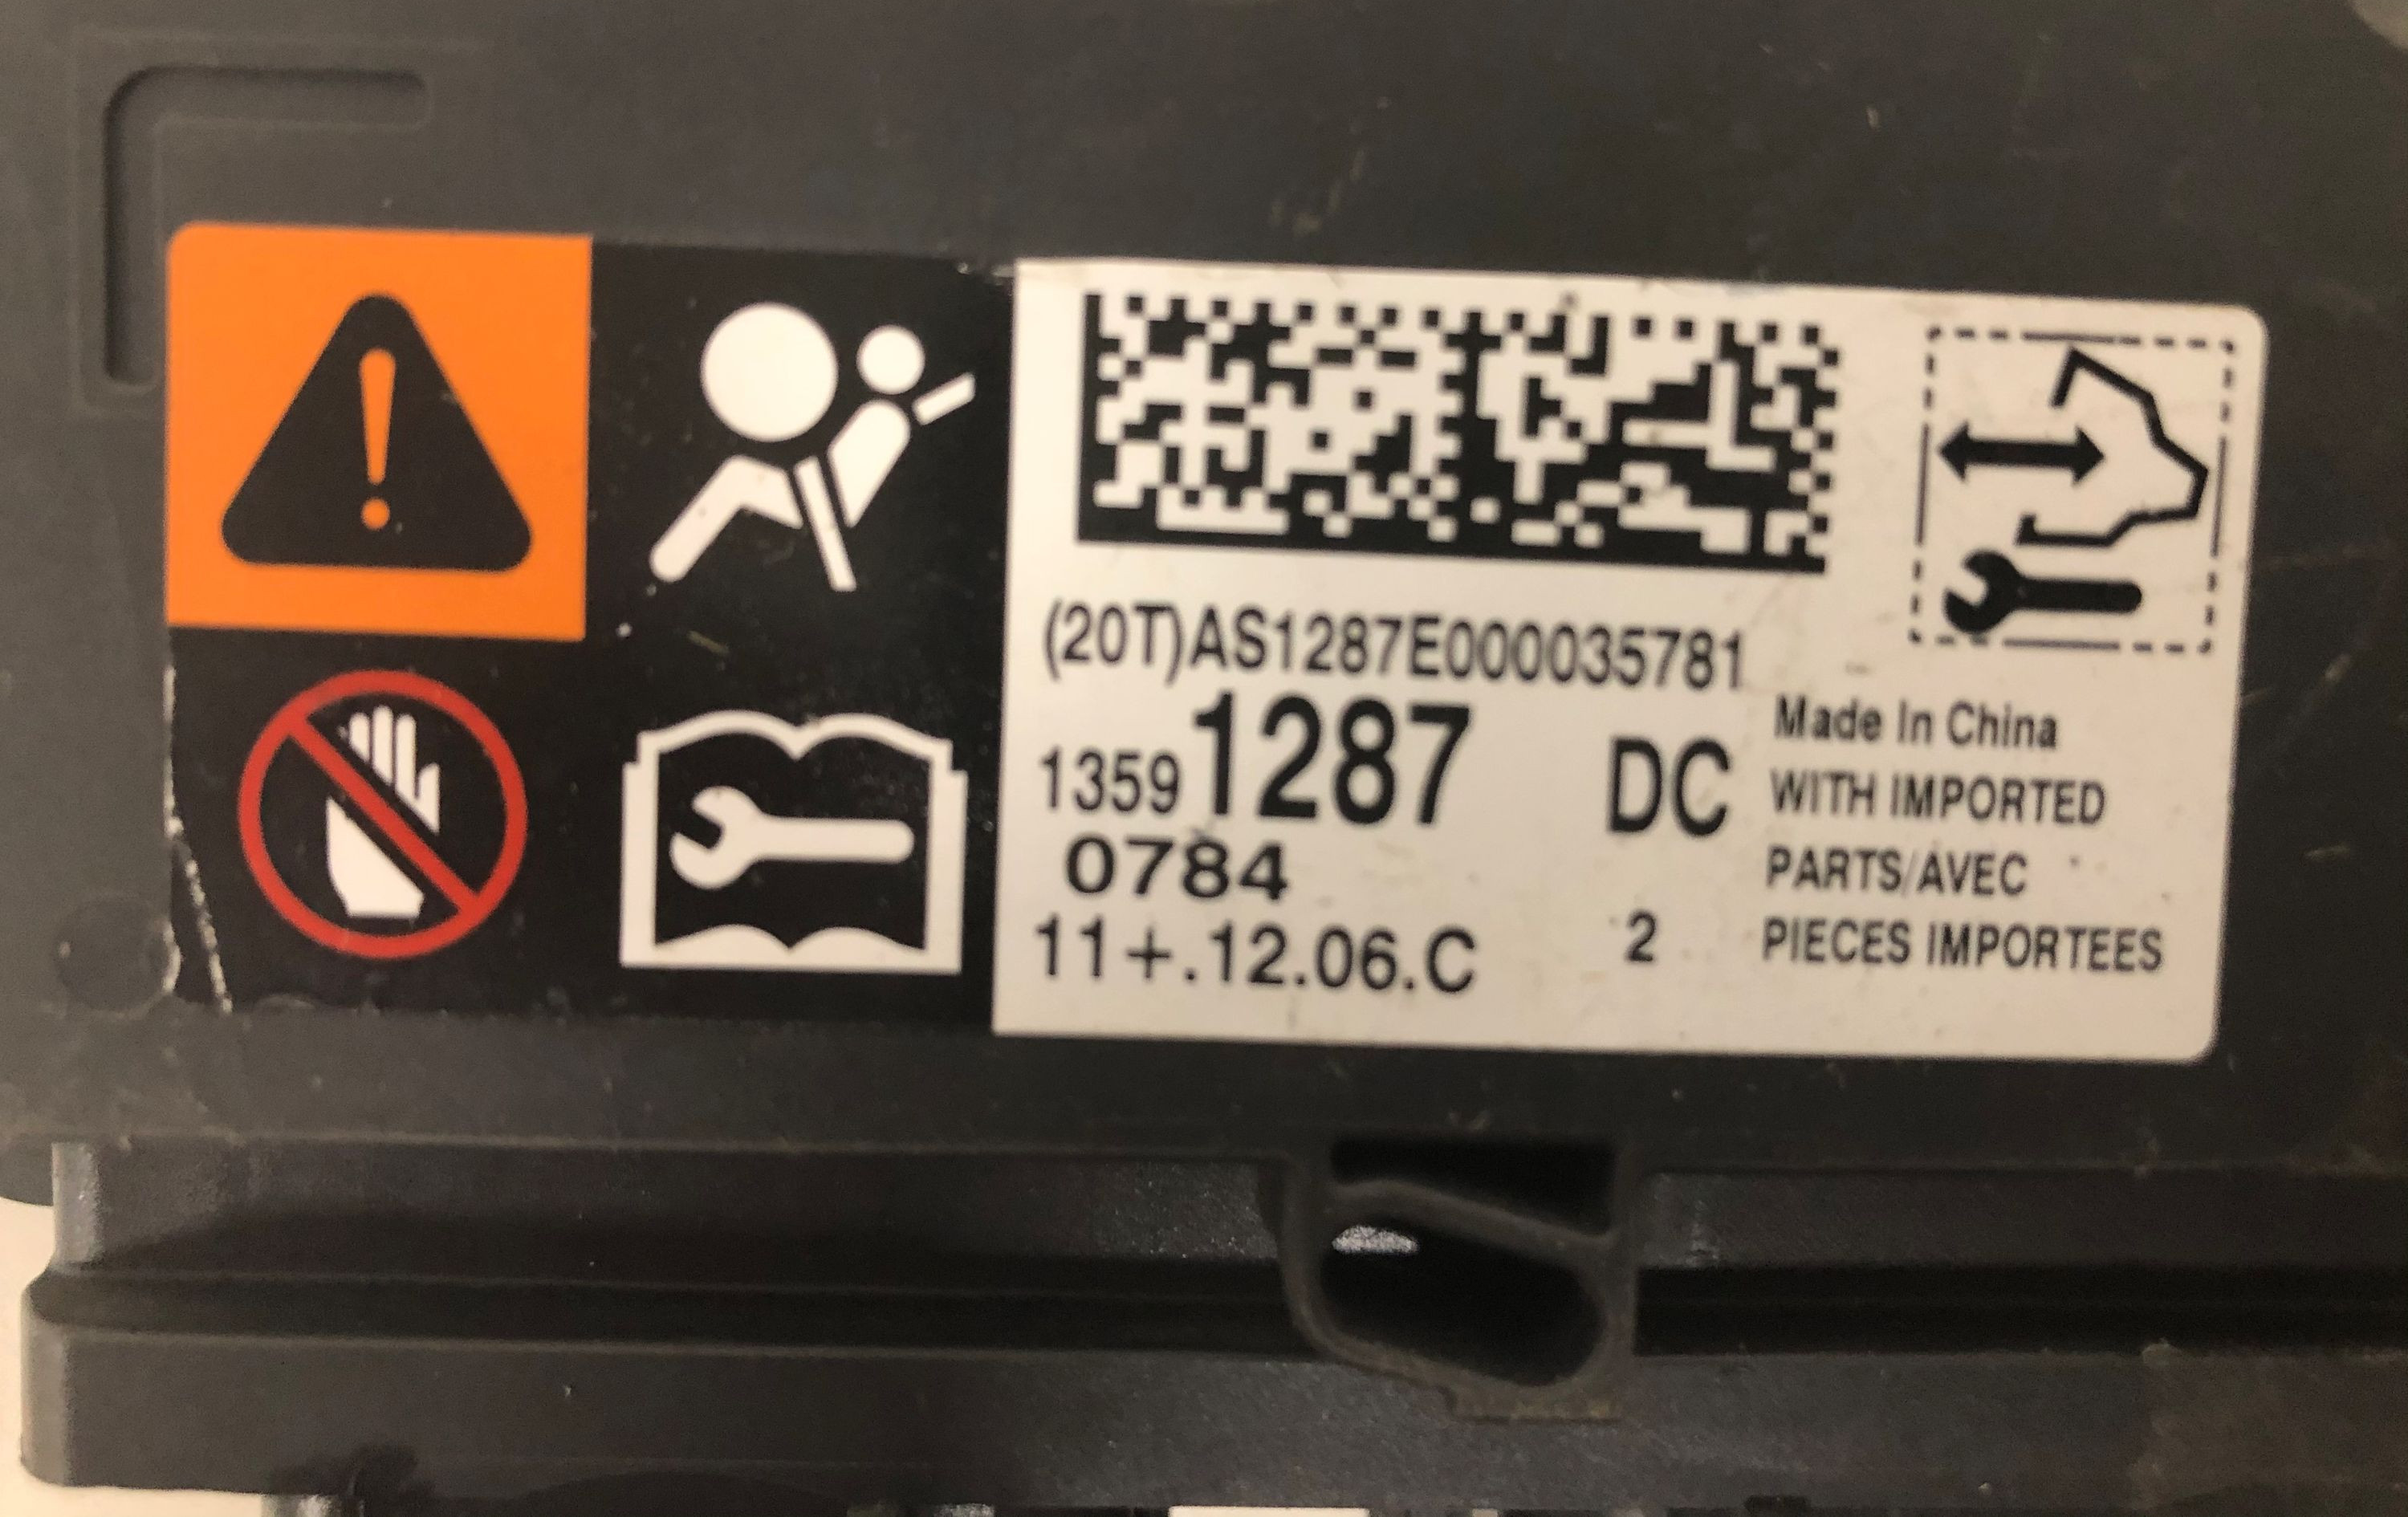 (20T)AS1287E000035781
13591287 DC
0784
11+.12.06.C 2
Made In China
WITH IMPORTED
PARTS/AVEC
PIECES IMPORTEES